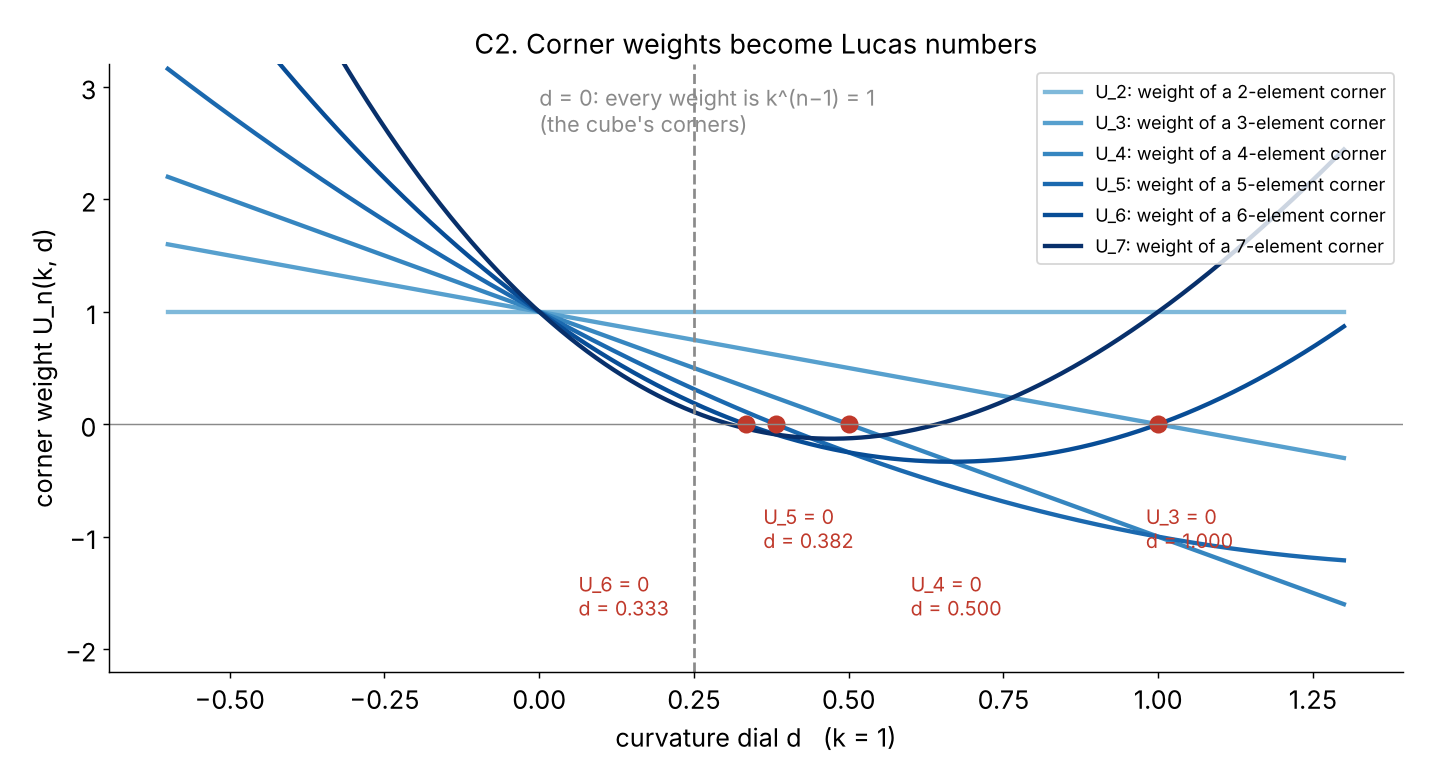 C2. Corner weights become Lucas numbers
d = 0: every weight is k^(n−1) = 1
(the cube's corners)
U_2: weight of a 2-element corner
U_3: weight of a 3-element corner
U_4: weight of a 4-element corner
U_5: weight of a 5-element corner
U_6: weight of a 6-element corner
U_7: weight of a 7-element corner
corner weight U_n(k, d)
3
2
1
0
−1
−2
U_5 = 0
d = 0.382
U_3 = 0
d = 1.000
U_6 = 0
d = 0.333
U_4 = 0
d = 0.500
−0.50
−0.25
0.00
0.25
0.50
0.75
1.00
1.25
curvature dial d (k = 1)